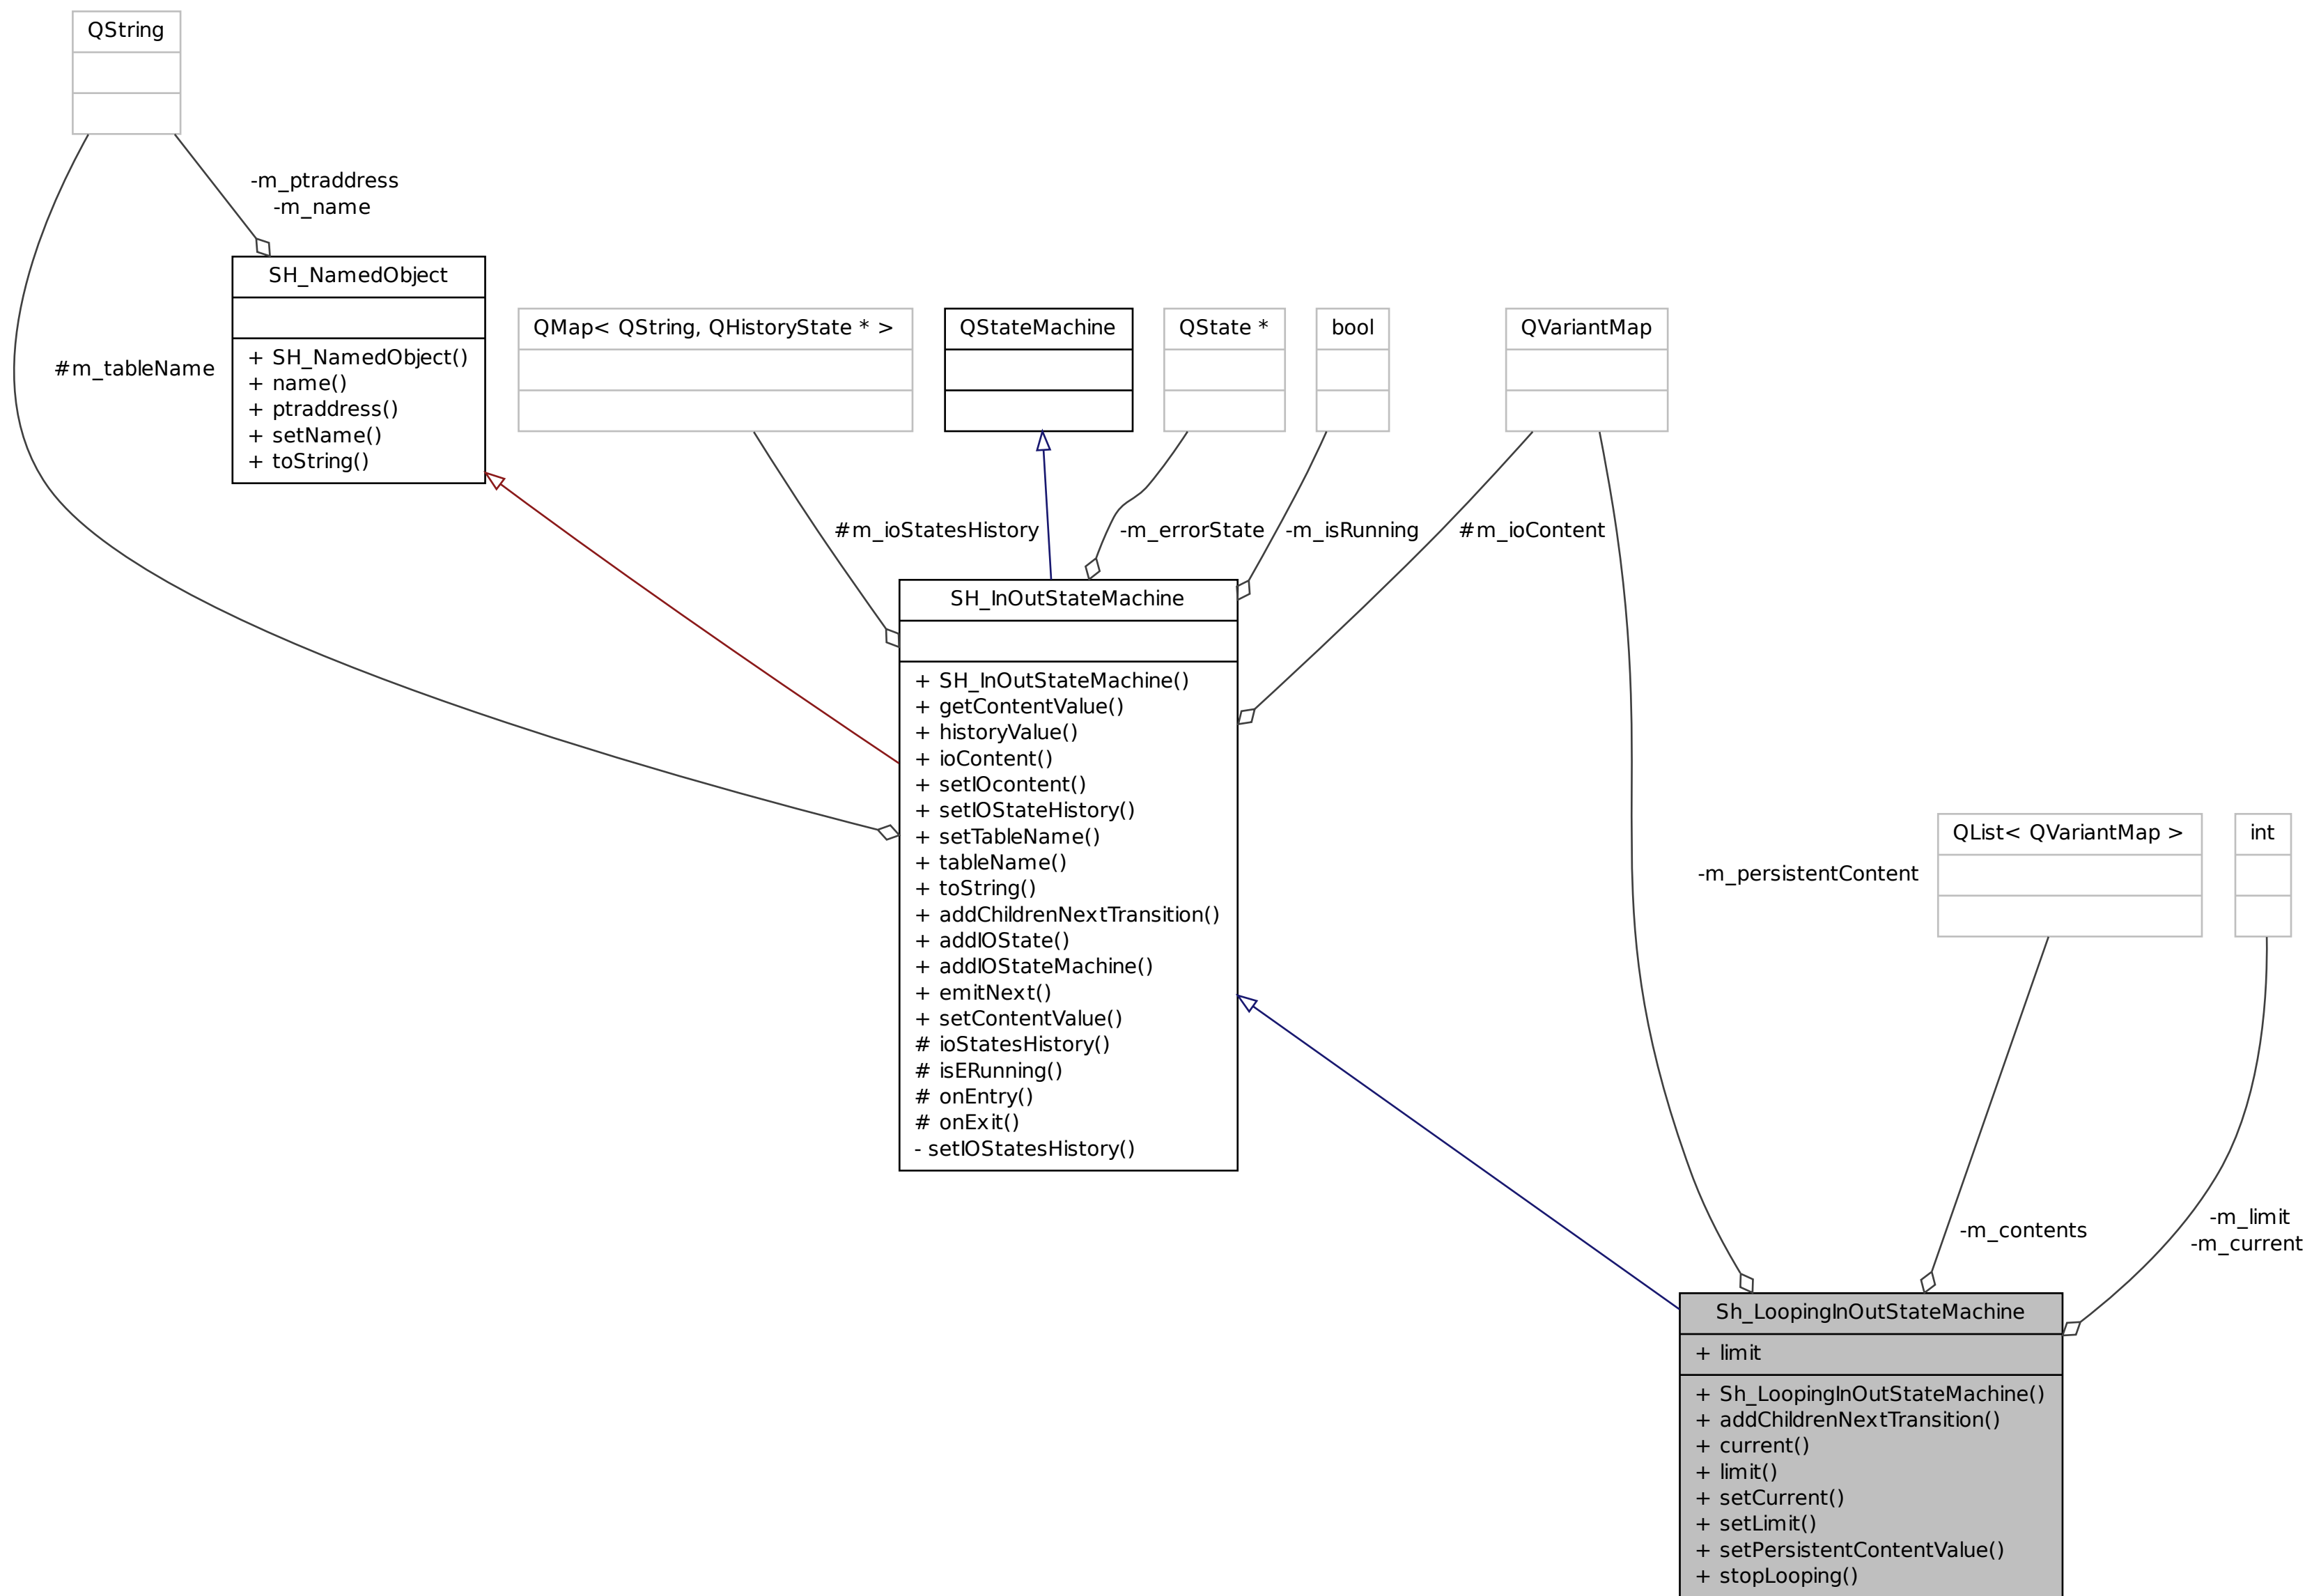 QString
-m_ptraddress
-m_name
SH_NamedObject
+ SH_NamedObject()
+ name()
+ ptraddress()
+ setName()
+ toString()
#m_tableName
QMap< QString, QHistoryState * >
QStateMachine
QState *
bool
QVariantMap
#m_ioStatesHistory
-m_errorState
-m_isRunning
#m_ioContent
SH_InOutStateMachine
+ SH_InOutStateMachine()
+ getContentValue()
+ historyValue()
+ ioContent()
+ setIOcontent()
+ setIOStateHistory()
+ setTableName()
+ tableName()
+ toString()
+ addChildrenNextTransition()
+ addIOState()
+ addIOStateMachine()
+ emitNext()
+ setContentValue()
# ioStatesHistory()
# isERunning()
# onEntry()
# onExit()
- setIOStatesHistory()
QList< QVariantMap >
int
-m_persistentContent
-m_contents
-m_limit
-m_current
Sh_LoopingInOutStateMachine
+ limit
+ Sh_LoopingInOutStateMachine()
+ addChildrenNextTransition()
+ current()
+ limit()
+ setCurrent()
+ setLimit()
+ setPersistentContentValue()
+ stopLooping()